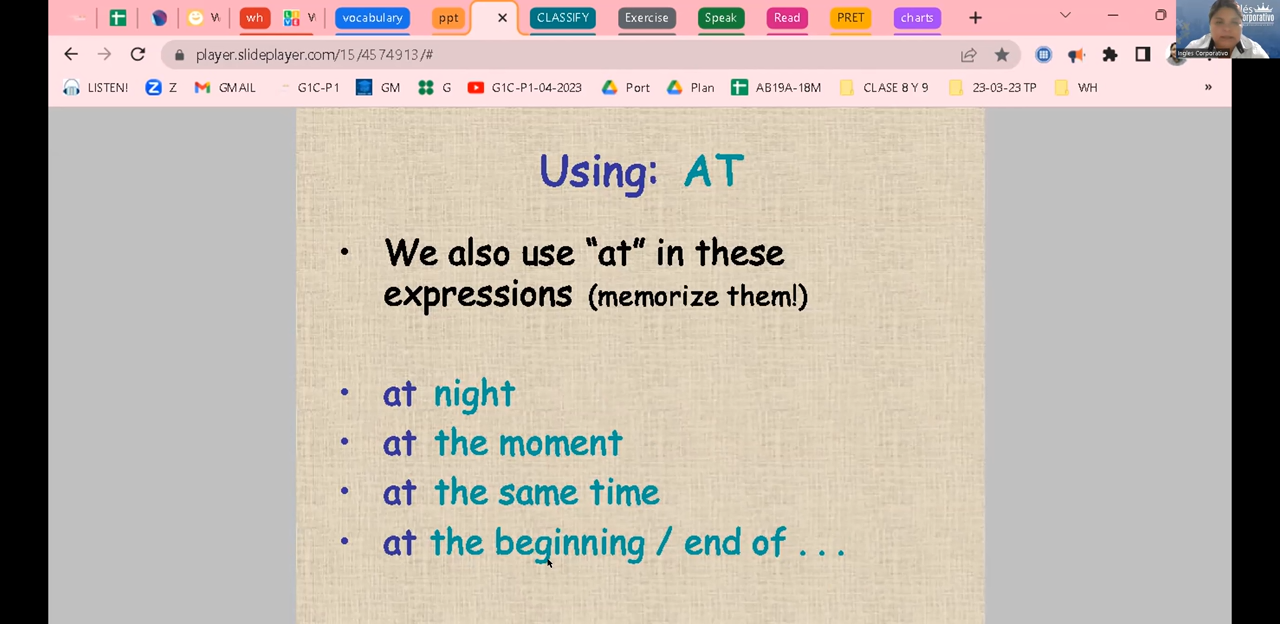 wh
vocabulary
ppt
CLASSIFY
Exercise
Speak
Read
PRET
charts
player.slideplayer.com/15/4574913/#
LISTEN!
Z
GMAIL
G1C-P1
GM
G
G1C-P1-04-2023
Port
Plan
AB19A-18M
CLASE 8 Y 9
23-03-23 TP
WH
»
Ingles Corporativo
Using: AT
• We also use “at” in these
expressions (memorize them!)
• at night
• at the moment
• at the same time
• at the beginning / end of . . .